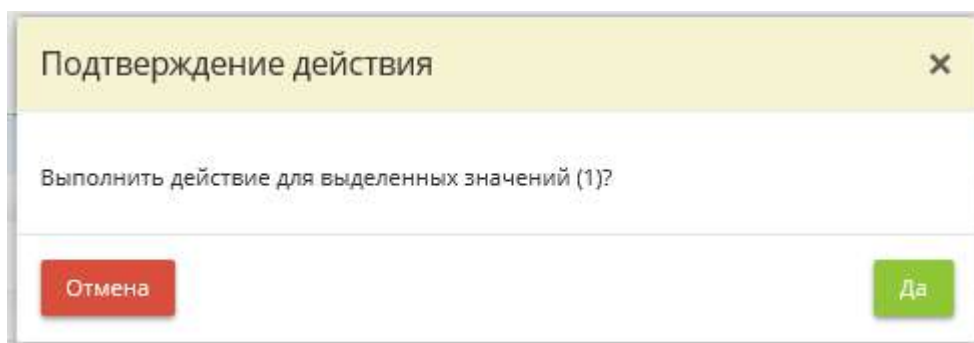 Подтверждение действия
Выполнить действие для выделенных значений (1)?
Отмена
Да